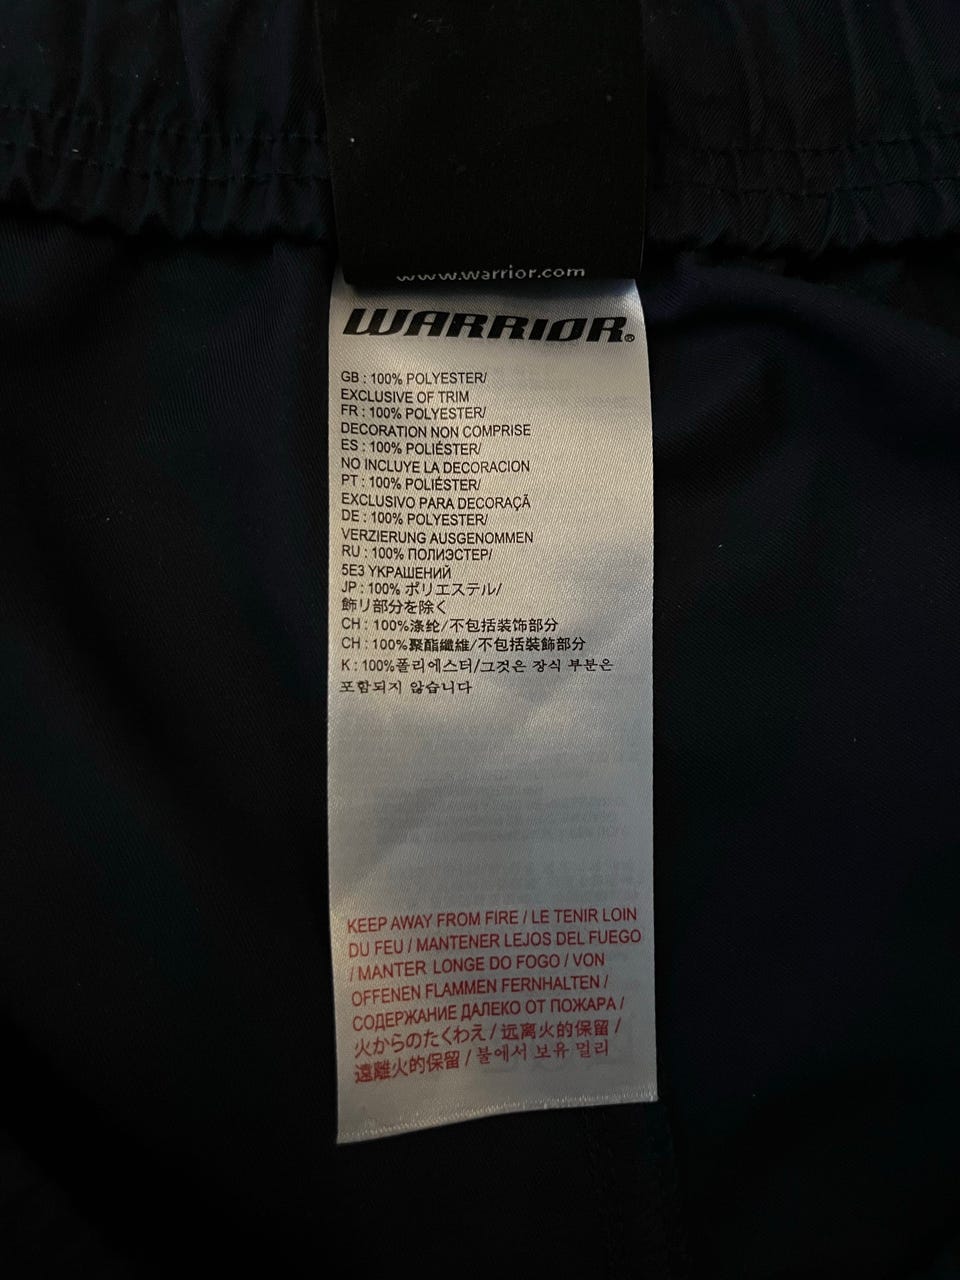 www.warrior.com
WARRIOR®
GB : 100% POLYESTER/
EXCLUSIVE OF TRIM
FR : 100% POLYESTER/
DECORATION NON COMPRISE
ES : 100% POLIÉSTER/
NO INCLUYE LA DECORACION
PT : 100% POLIÉSTER/
EXCLUSIVO PARA DECORAÇÃ
DE : 100% POLYESTER/
VERZIERUNG AUSGENOMMEN
RU : 100% ПОЛИЭСТЕР/
5E3 УКРАШЕНИЙ
JP : 100% ポリエステル/
飾り部分を除く
CH : 100%涤纶/不包括装饰部分
CH : 100%聚酯纖維/不包括裝飾部分
K : 100%폴리에스터/그것은 장식 부분은
포함되지 않습니다
KEEP AWAY FROM FIRE / LE TENIR LOIN
DU FEU / MANTENER LEJOS DEL FUEGO
/ MANTER LONGE DO FOGO / VON
OFFENEN FLAMMEN FERNHALTEN /
СОДЕРЖАНИЕ ДАЛЕКО ОТ ПОЖАРА /
火からのたくわえ / 远离火的保留 /
遠離火的保留 / 불에서 보유 멀리